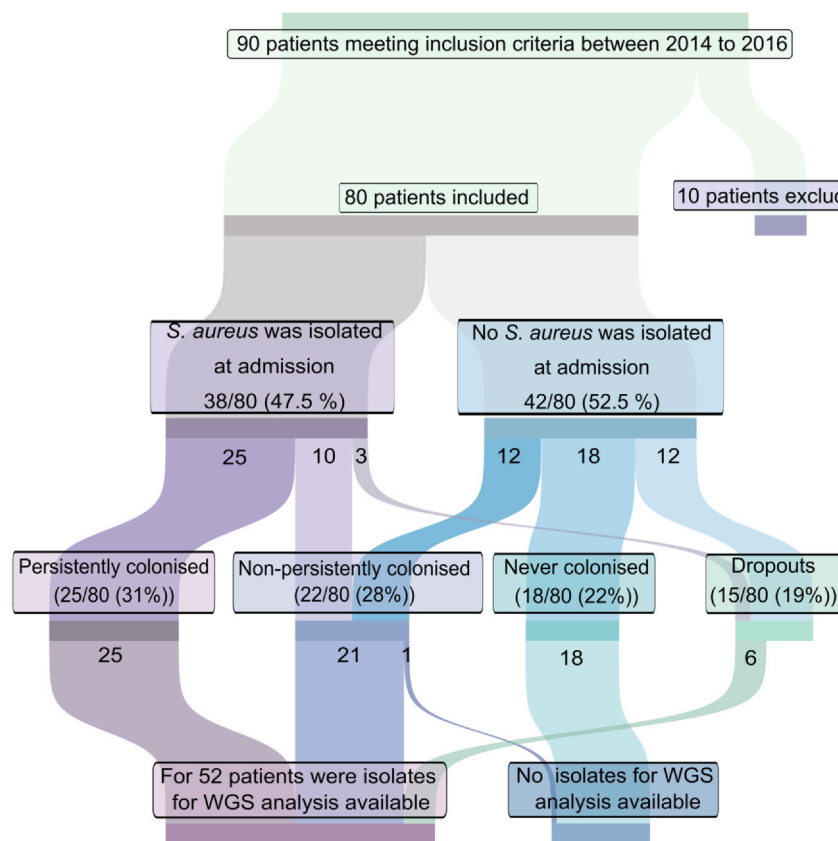 90 patients meeting inclusion criteria between 2014 to 2016
80 patients included
10 patients exclud
S. aureus was isolated
at admission
38/80 (47.5 %)
No S. aureus was isolated
at admission
42/80 (52.5 %)
25
10
3
12
18
12
Persistently colonised
(25/80 (31%))
Non-persistently colonised
(22/80 (28%))
Never colonised
(18/80 (22%))
Dropouts
(15/80 (19%))
25
21
1
18
6
For 52 patients were isolates
for WGS analysis available
No isolates for WGS
analysis available